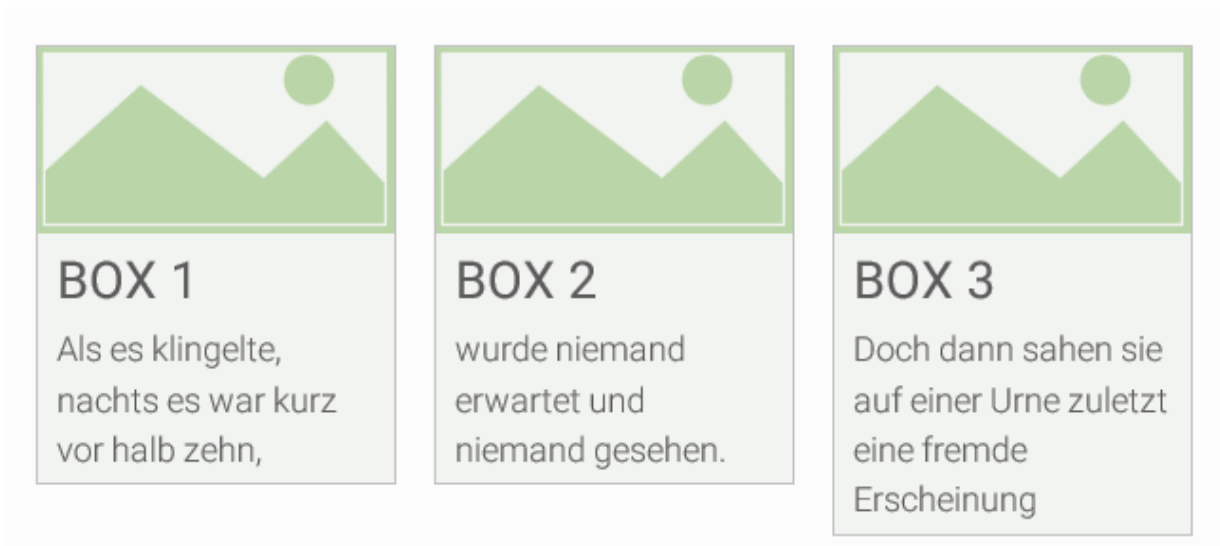 BOX 1
Als es klingelte,
nachts es war kurz
vor halb zehn,
BOX 2
wurde niemand
erwartet und
niemand gesehen.
BOX 3
Doch dann sahen sie
auf einer Urne zuletzt
eine fremde
Erscheinung